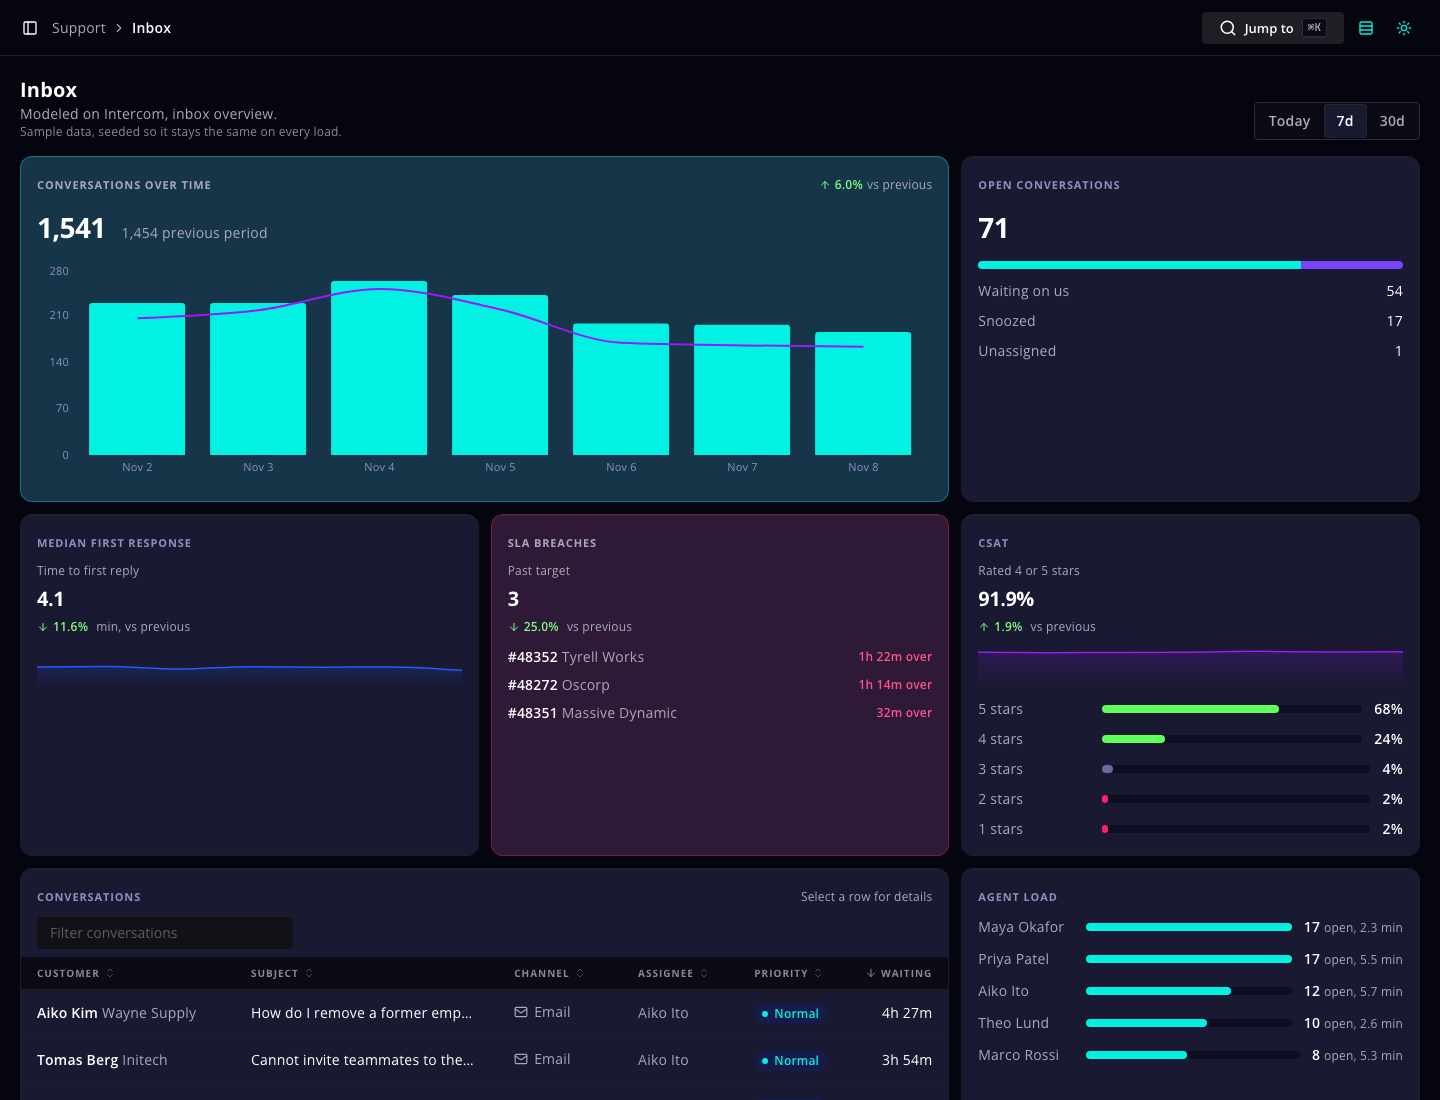 Support > Inbox
Jump to ⌘K
Inbox
Modeled on Intercom, inbox overview.
Sample data, seeded so it stays the same on every load.
Today 7d 30d
CONVERSATIONS OVER TIME
↑ 6.0% vs previous
1,541 1,454 previous period
280
210
140
70
0
Nov 2 Nov 3 Nov 4 Nov 5 Nov 6 Nov 7 Nov 8
OPEN CONVERSATIONS
71
Waiting on us 54
Snoozed 17
Unassigned 1
MEDIAN FIRST RESPONSE
Time to first reply
4.1
↓ 11.6% min, vs previous
SLA BREACHES
Past target
3
↓ 25.0% vs previous
#48352 Tyrell Works 1h 22m over
#48272 Oscorp 1h 14m over
#48351 Massive Dynamic 32m over
CSAT
Rated 4 or 5 stars
91.9%
↑ 1.9% vs previous
5 stars 68%
4 stars 24%
3 stars 4%
2 stars 2%
1 stars 2%
CONVERSATIONS
Select a row for details
Filter conversations
CUSTOMER SUBJECT CHANNEL ASSIGNEE PRIORITY ↓ WAITING
Aiko Kim Wayne Supply How do I remove a former emp... Email Aiko Ito Normal 4h 27m
Tomas Berg Initech Cannot invite teammates to the... Email Aiko Ito Normal 3h 54m
AGENT LOAD
Maya Okafor 17 open, 2.3 min
Priya Patel 17 open, 5.5 min
Aiko Ito 12 open, 5.7 min
Theo Lund 10 open, 2.6 min
Marco Rossi 8 open, 5.3 min